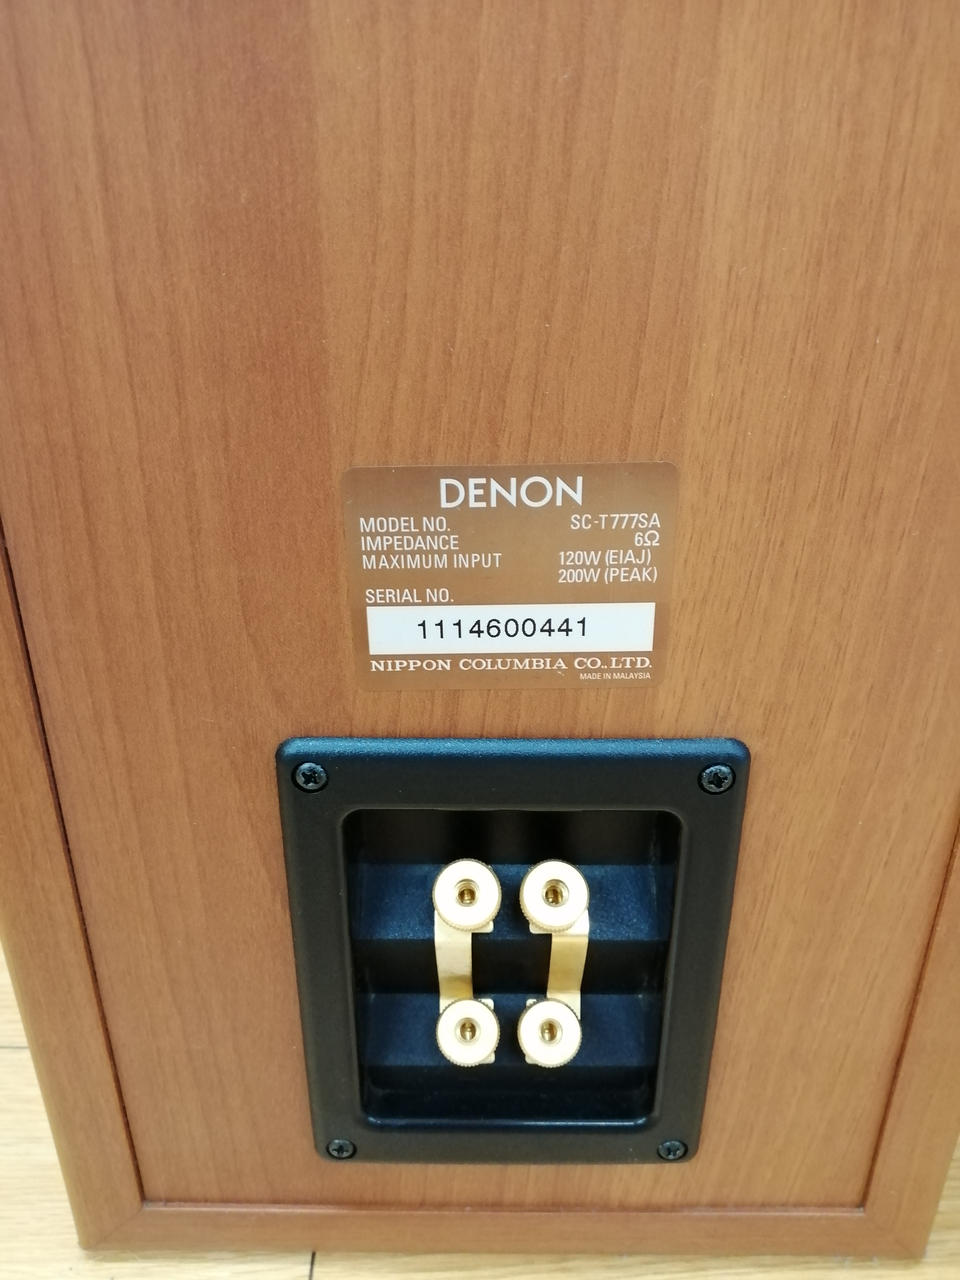 DENON
MODEL NO. SC-T777SA
IMPEDANCE 6Ω
MAXIMUM INPUT 120W (EIAJ)
200W (PEAK)
SERIAL NO.
1114600441
NIPPON COLUMBIA CO.,LTD.
MADE IN MALAYSIA